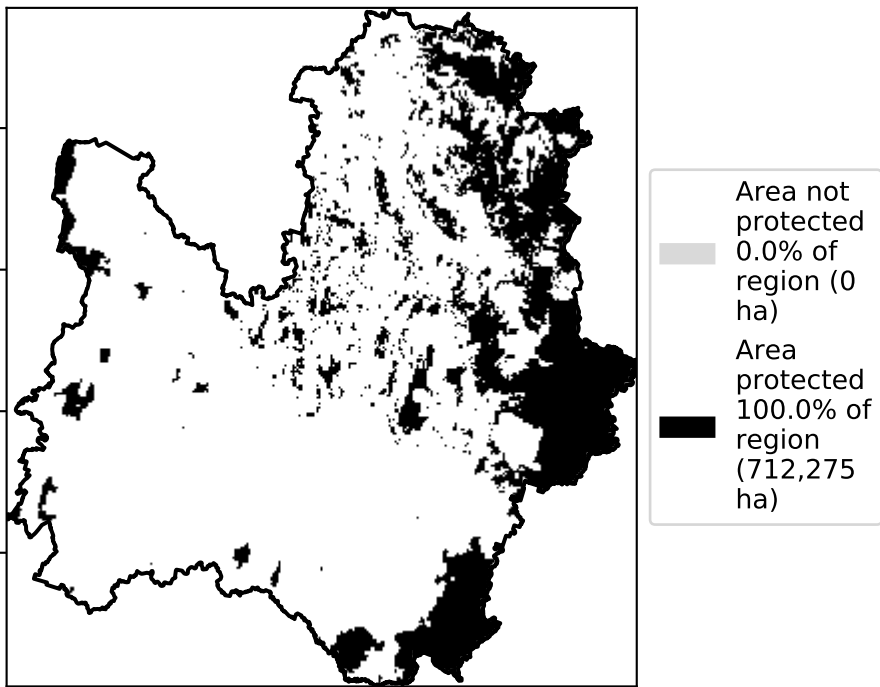 Area not
protected
0.0% of
region (0
ha)
Area
protected
100.0% of
region
(712,275
ha)